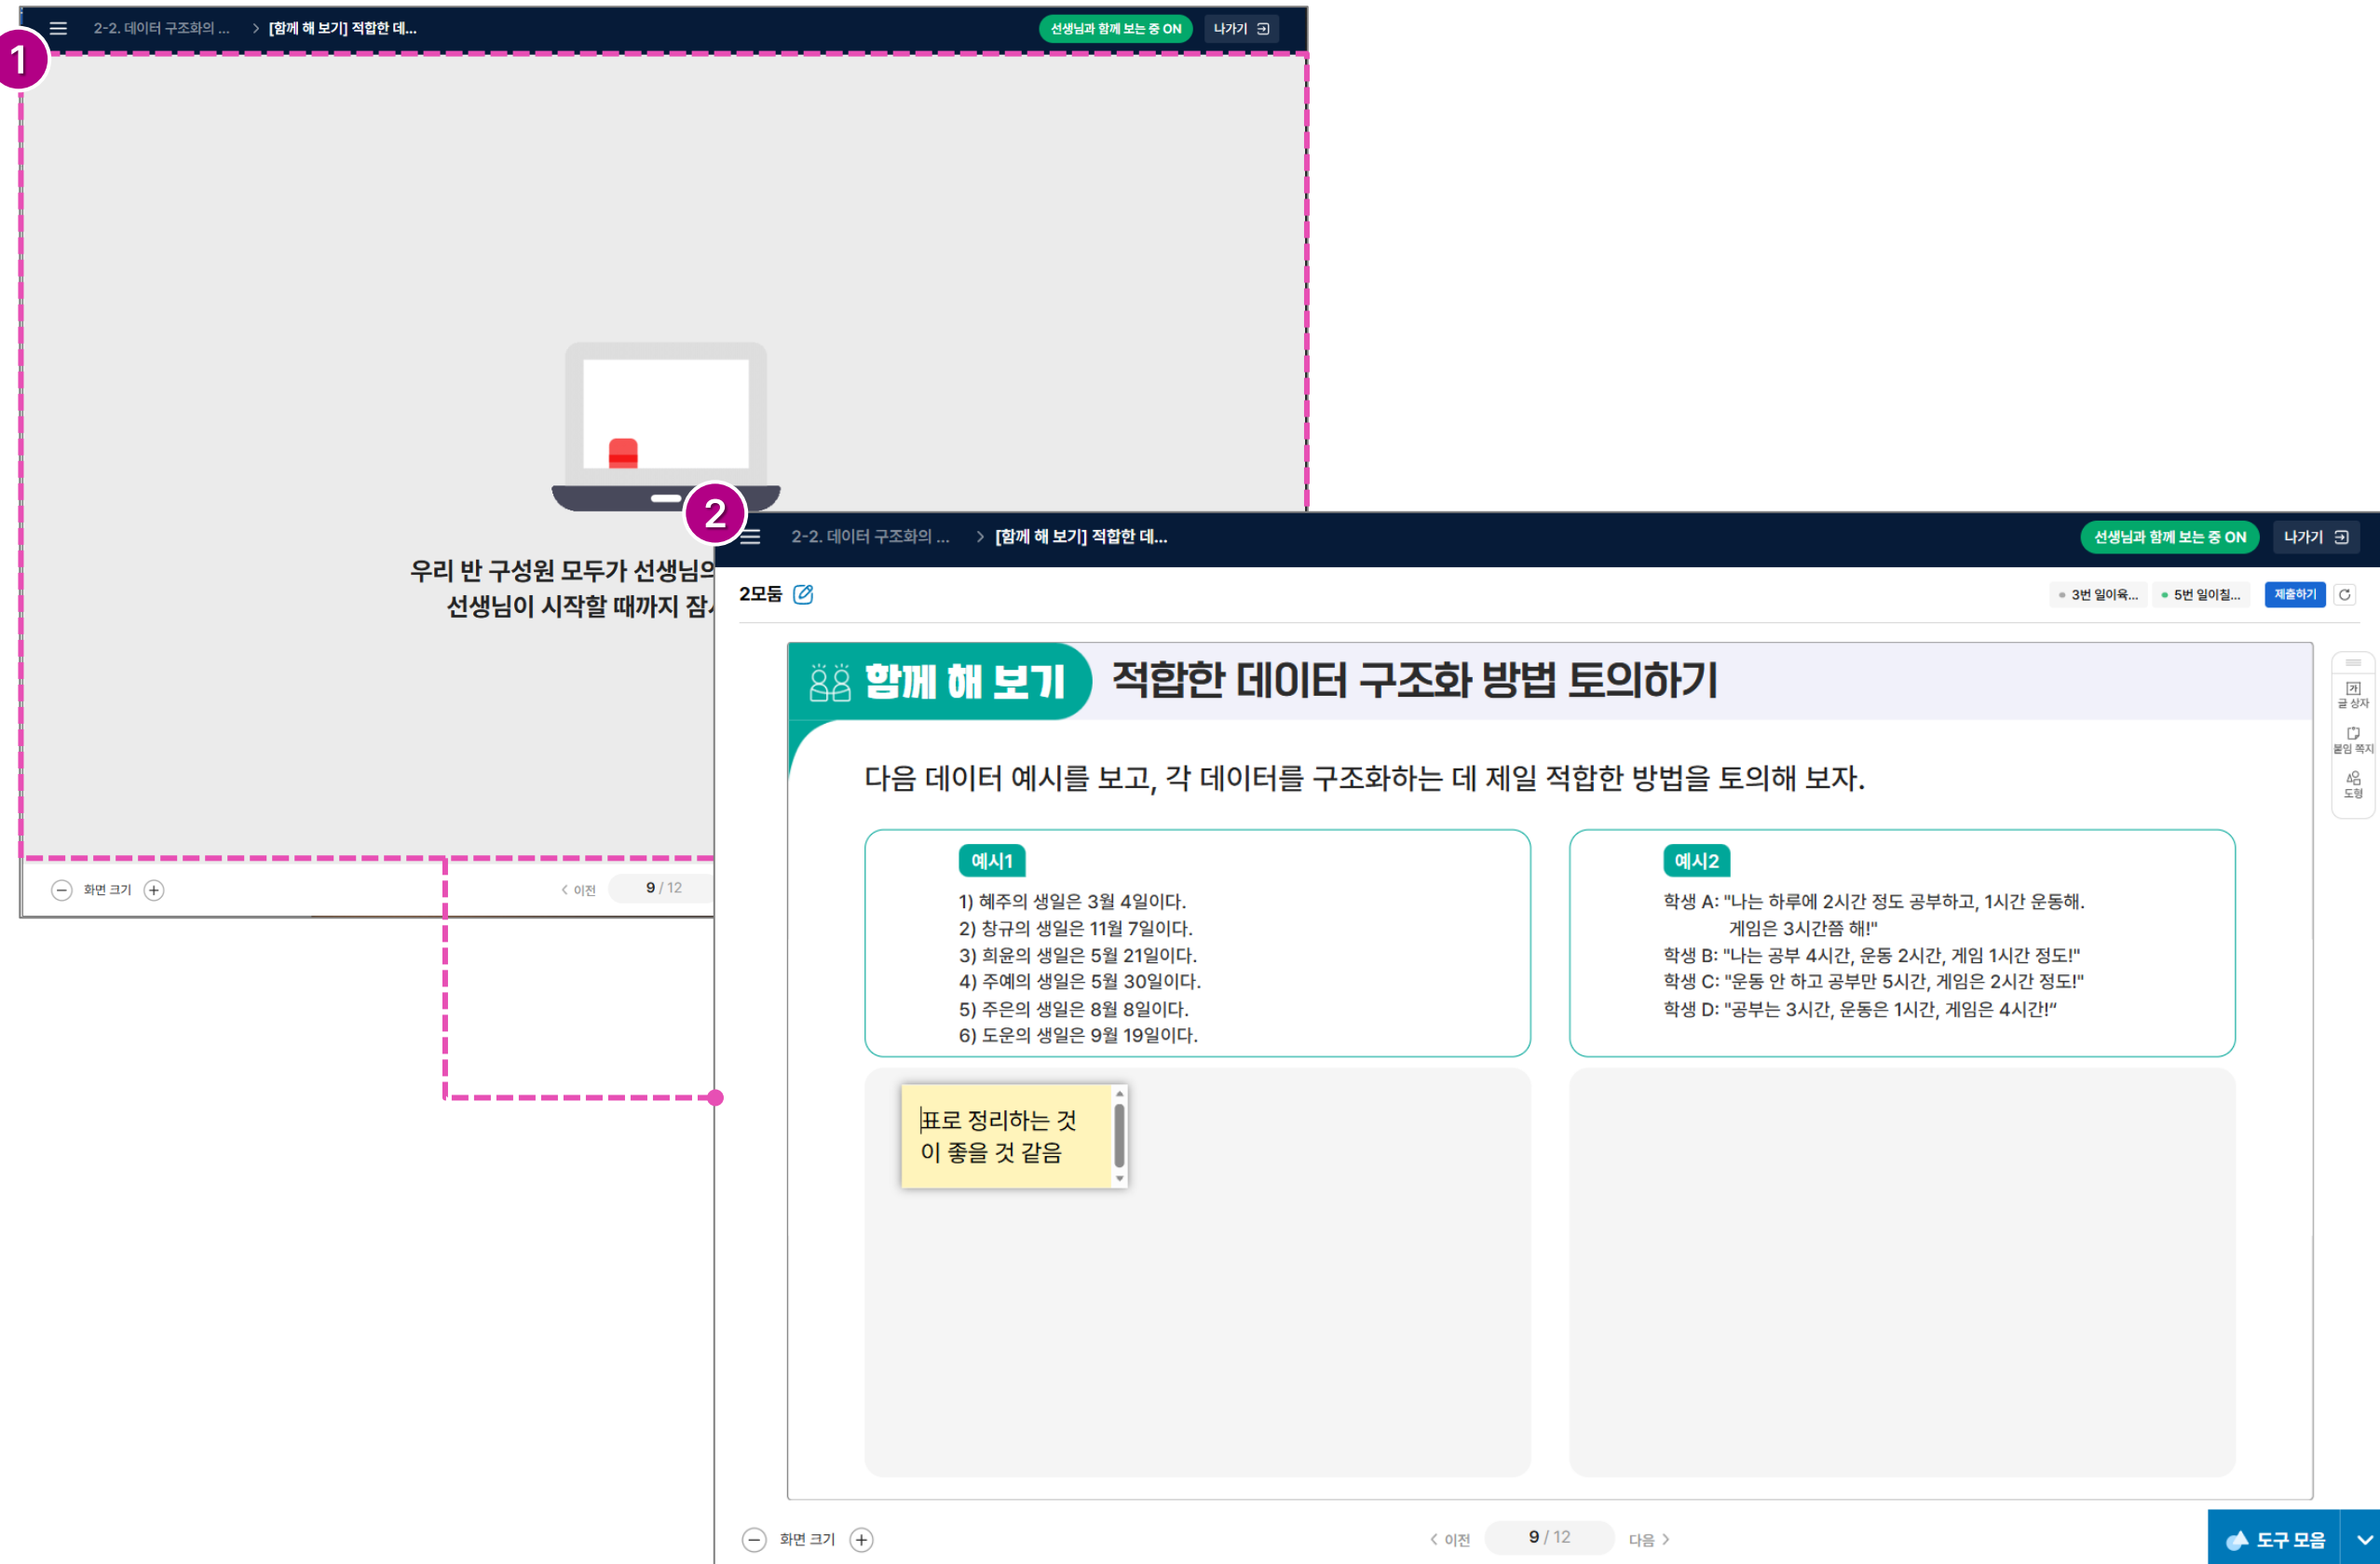 2-2. 데이터 구조화의 ... > [함께 해 보기] 적합한 데...
선생님과 함께 보는 중 ON
나가기
1
우리 반 구성원 모두가 선생님의
선생님이 시작할 때까지 잠시
화면 크기
< 이전
9 / 12
2
2-2. 데이터 구조화의 ... > [함께 해 보기] 적합한 데...
선생님과 함께 보는 중 ON
나가기
2모둠
3번 일이육...
5번 일이칠...
제출하기
함께 해 보기
적합한 데이터 구조화 방법 토의하기
글 상자
붙임 쪽지
도형
다음 데이터 예시를 보고, 각 데이터를 구조화하는 데 제일 적합한 방법을 토의해 보자.
예시1
1) 혜주의 생일은 3월 4일이다.
2) 창규의 생일은 11월 7일이다.
3) 희윤의 생일은 5월 21일이다.
4) 주예의 생일은 5월 30일이다.
5) 주은의 생일은 8월 8일이다.
6) 도운의 생일은 9월 19일이다.
예시2
학생 A: "나는 하루에 2시간 정도 공부하고, 1시간 운동해.
게임은 3시간쯤 해!"
학생 B: "나는 공부 4시간, 운동 2시간, 게임 1시간 정도!"
학생 C: "운동 안 하고 공부만 5시간, 게임은 2시간 정도!"
학생 D: "공부는 3시간, 운동은 1시간, 게임은 4시간!“
표로 정리하는 것
이 좋을 것 같음
화면 크기
< 이전
9 / 12
다음 >
도구 모음